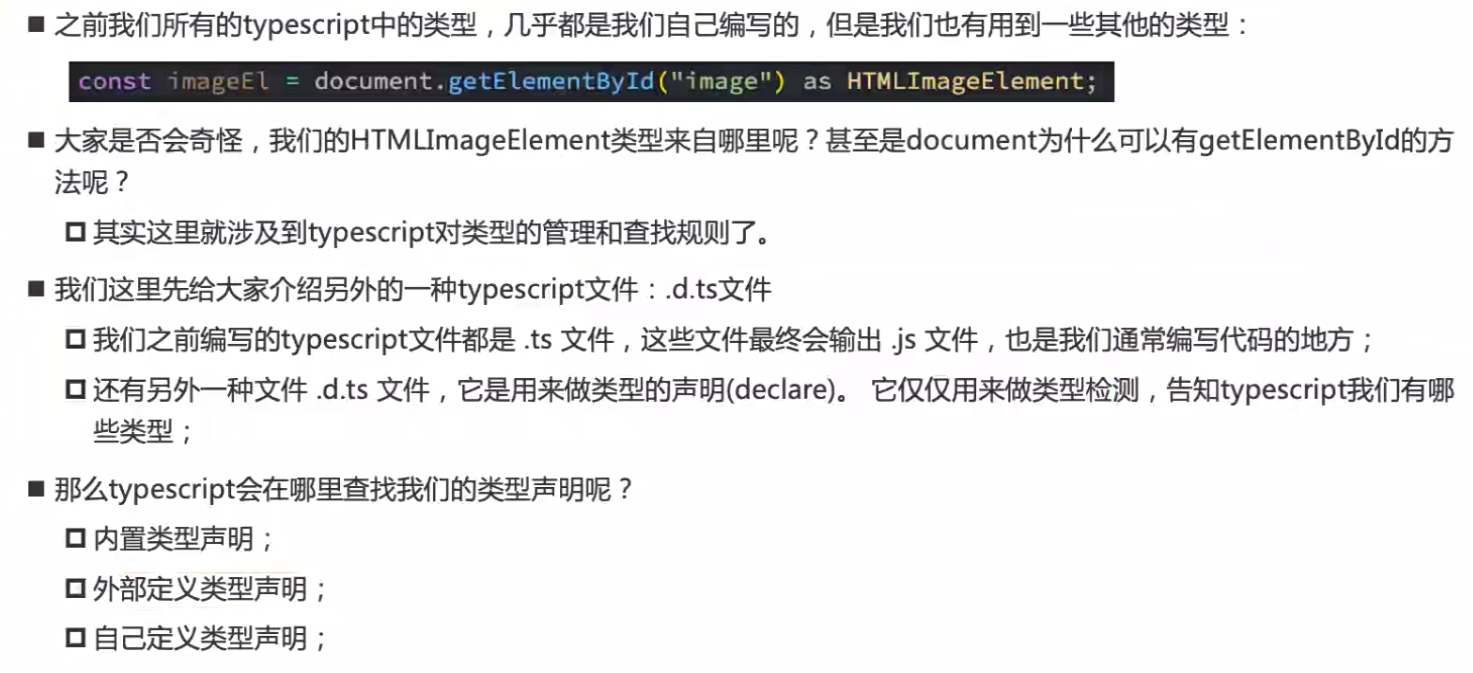 ■ 之前我们所有的typescript中的类型，几乎都是我们自己编写的，但是我们也有用到一些其他的类型：
const imageEl = document.getElementById("image") as HTMLImageElement;
■ 大家是否会奇怪，我们的HTMLImageElement类型来自哪里呢？甚至是document为什么可以有getElementById的方
法呢？
其实这里就涉及到typescript对类型的管理和查找规则了。
■ 我们这里先给大家介绍另外的一种typescript文件：.d.ts文件
我们之前编写的typescript文件都是 .ts 文件，这些文件最终会输出 .js 文件，也是我们通常编写代码的地方；
还有另外一种文件 .d.ts 文件，它是用来做类型的声明(declare)。 它仅仅用来做类型检测，告知typescript我们有哪
些类型；
■ 那么typescript会在哪里查找我们的类型声明呢？
内置类型声明；
外部定义类型声明；
自己定义类型声明；